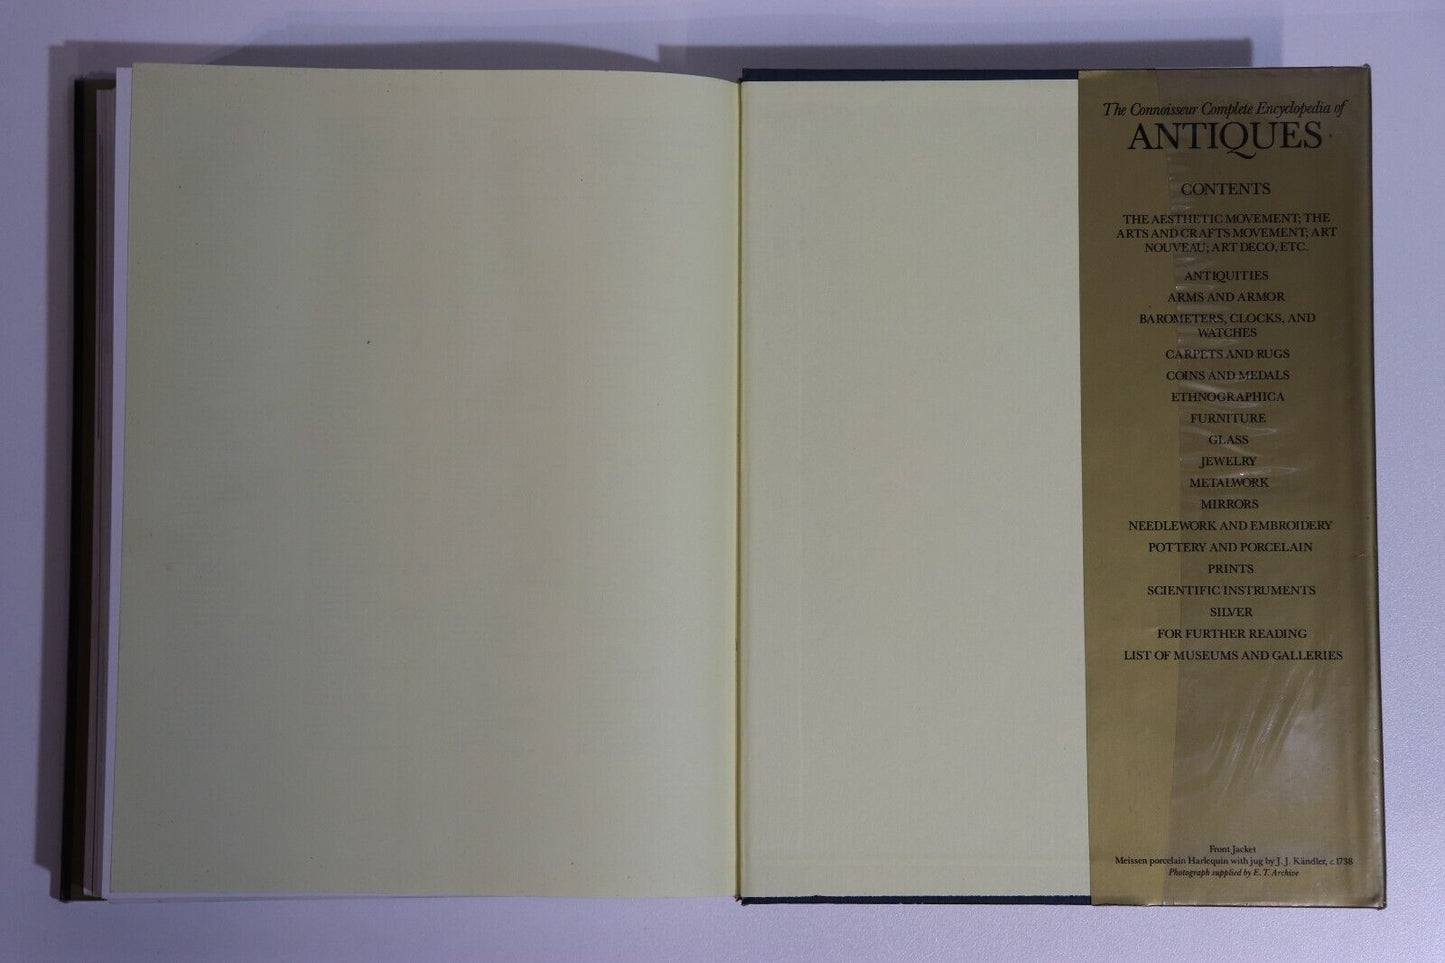 The Connoisseur Complete Encyclopedia of
ANTIQUES
CONTENTS
THE AESTHETIC MOVEMENT; THE
ARTS AND CRAFTS MOVEMENT; ART
NOUVEAU; ART DECO, ETC.
ANTIQUITIES
ARMS AND ARMOR
BAROMETERS, CLOCKS, AND
WATCHES
CARPETS AND RUGS
COINS AND MEDALS
ETHNOGRAPHICA
FURNITURE
GLASS
JEWELRY
METALWORK
MIRRORS
NEEDLEWORK AND EMBROIDERY
POTTERY AND PORCELAIN
PRINTS
SCIENTIFIC INSTRUMENTS
SILVER
FOR FURTHER READING
LIST OF MUSEUMS AND GALLERIES
Front Jacket
Meissen porcelain Harlequin with jug by J. J. Kändler, c.1738
Photograph supplied by E. T. Archive